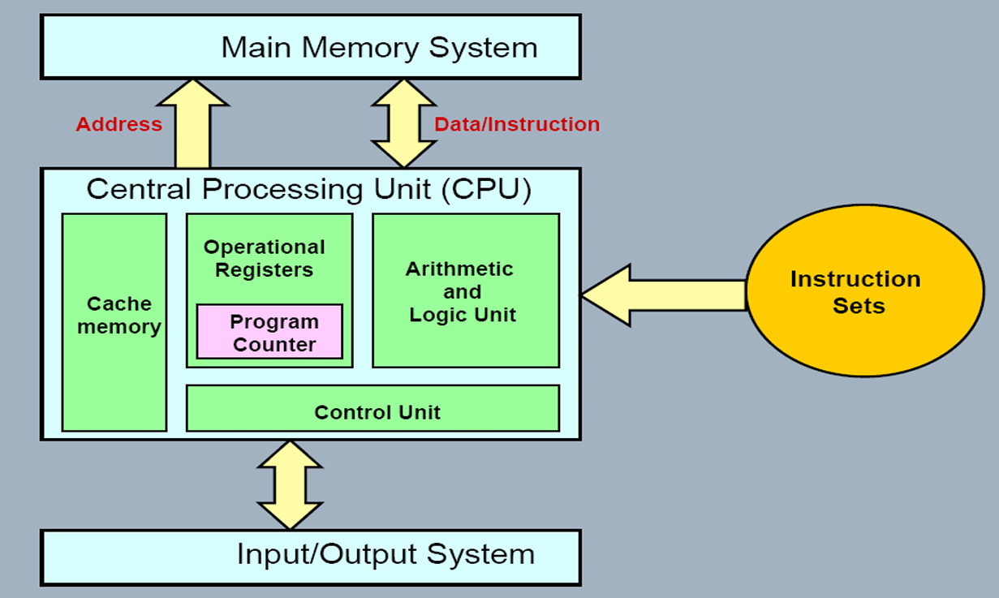 Main Memory System
Address
Data/Instruction
Central Processing Unit (CPU)
Cache
memory
Operational
Registers
Program
Counter
Arithmetic
and
Logic Unit
Control Unit
Instruction
Sets
Input/Output System